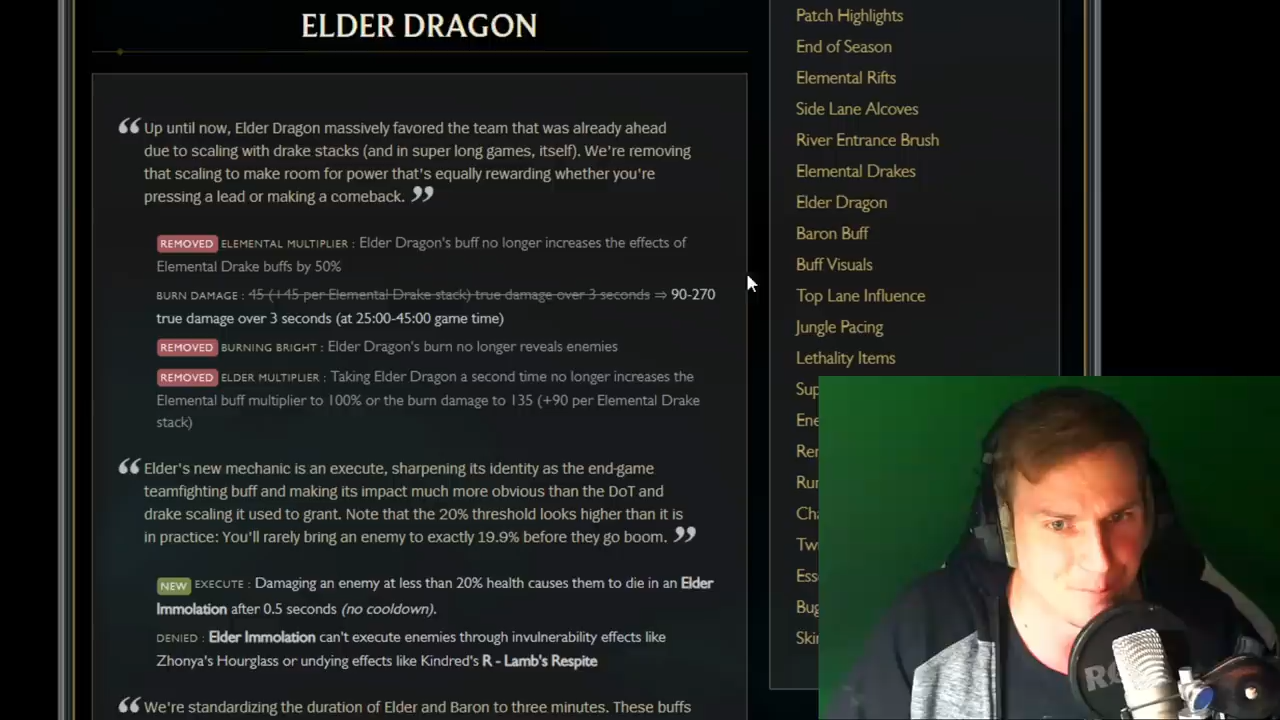 ELDER DRAGON
“ Up until now, Elder Dragon massively favored the team that was already ahead
due to scaling with drake stacks (and in super long games, itself). We're removing
that scaling to make room for power that's equally rewarding whether you're
pressing a lead or making a comeback. ”
REMOVED ELEMENTAL MULTIPLIER : Elder Dragon's buff no longer increases the effects of
Elemental Drake buffs by 50%
BURN DAMAGE : 45 (+45 per Elemental Drake stack) true damage over 3 seconds ⇒ 90-270
true damage over 3 seconds (at 25:00-45:00 game time)
REMOVED BURNING BRIGHT : Elder Dragon's burn no longer reveals enemies
REMOVED ELDER MULTIPLIER : Taking Elder Dragon a second time no longer increases the
Elemental buff multiplier to 100% or the burn damage to 135 (+90 per Elemental Drake
stack)
“ Elder's new mechanic is an execute, sharpening its identity as the end-game
teamfighting buff and making its impact much more obvious than the DoT and
drake scaling it used to grant. Note that the 20% threshold looks higher than it is
in practice: You'll rarely bring an enemy to exactly 19.9% before they go boom. ”
NEW EXECUTE : Damaging an enemy at less than 20% health causes them to die in an Elder
Immolation after 0.5 seconds (no cooldown).
DENIED : Elder Immolation can't execute enemies through invulnerability effects like
Zhonya's Hourglass or undying effects like Kindred's R - Lamb's Respite
“ We're standardizing the duration of Elder and Baron to three minutes. These buffs
Patch Highlights
End of Season
Elemental Rifts
Side Lane Alcoves
River Entrance Brush
Elemental Drakes
Elder Dragon
Baron Buff
Buff Visuals
Top Lane Influence
Jungle Pacing
Lethality Items
Sup
Ene
Ren
Run
Cha
Twi
Ess
Bug
Skin